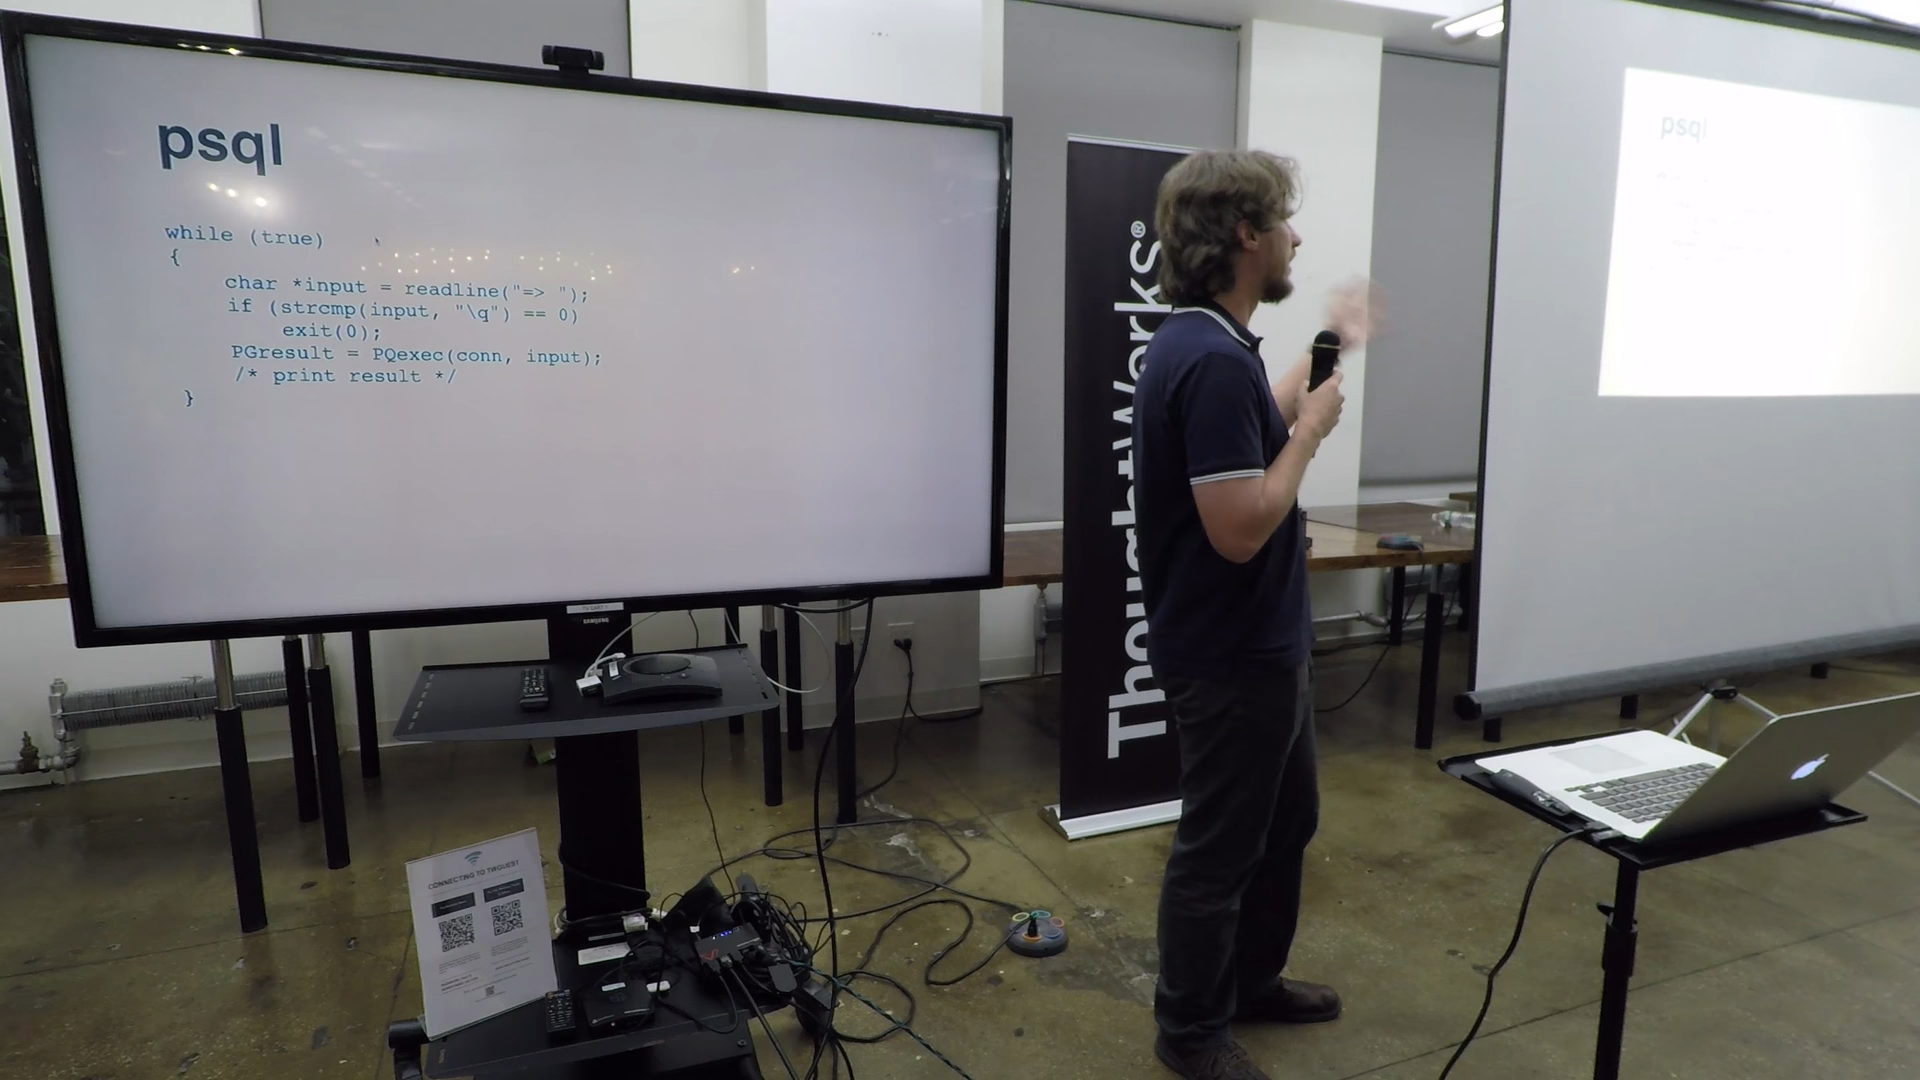 psql
while (true)
{
char *input = readline("=> ");
if (strcmp(input, "\q") == 0)
exit(0);
PGresult = PQexec(conn, input);
/* print result */
}
SAMSUNG
ThoughtWorks®
psql
CONNECTING TO TWGUEST